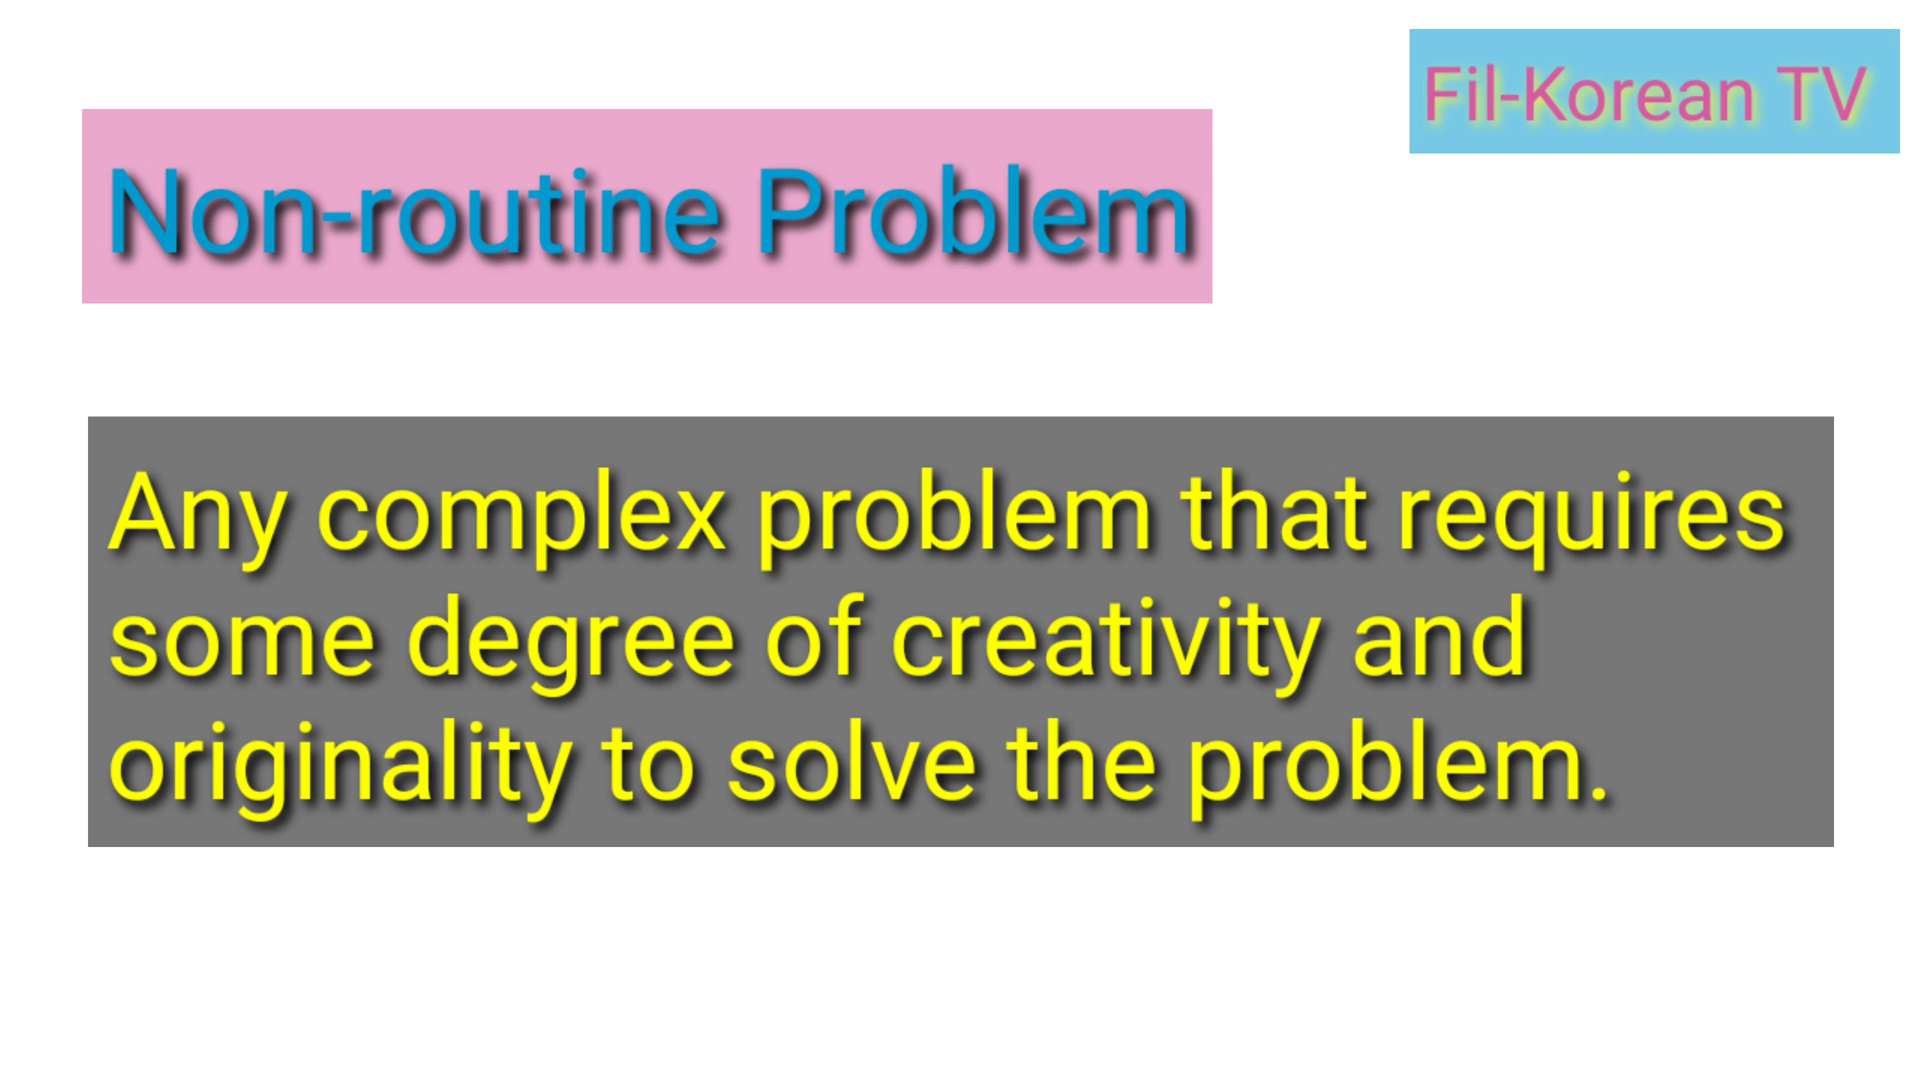 Fil-Korean TV
Non-routine Problem
Any complex problem that requires
some degree of creativity and
originality to solve the problem.